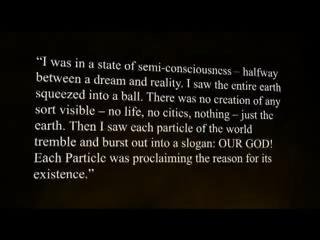 “I was in a state of semi-consciousness – halfway
between a dream and reality. I saw the entire earth
squeezed into a ball. There was no creation of any
sort visible – no life, no cities, nothing – just the
earth. Then I saw each particle of the world
tremble and burst out into a slogan: OUR GOD!
Each Particle was proclaiming the reason for its
existence.”